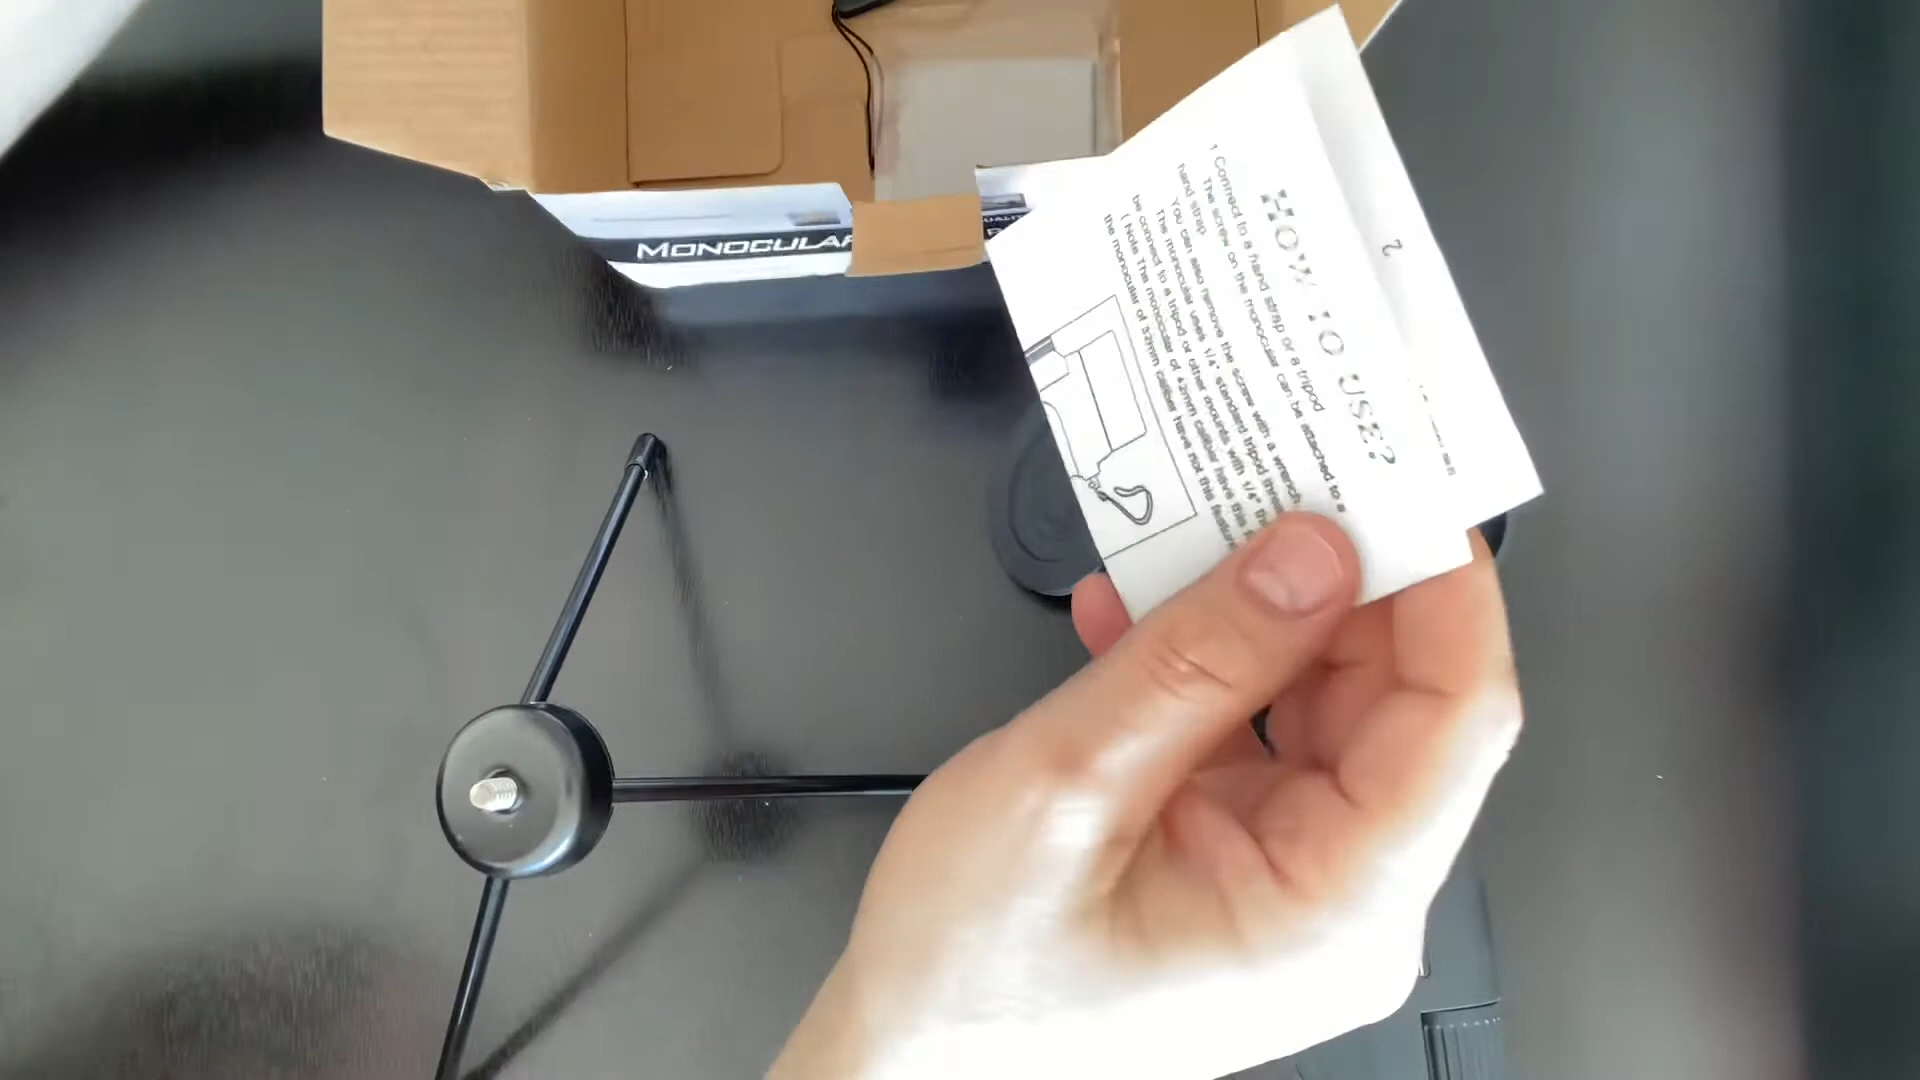 MONOCULAR
2
HOW TO USE?
1 Connect to a hand strap or a tripod
The screw on the monocular can be attached to a
hand strap
You can also remove the screw with a wrench
The monocular uses 1/4" standard tripod
be connect to a tripod or other mounts with 1/4"
( Note The monocular of 42mm caliber have this
the monocular of 32mm caliber have not this feature